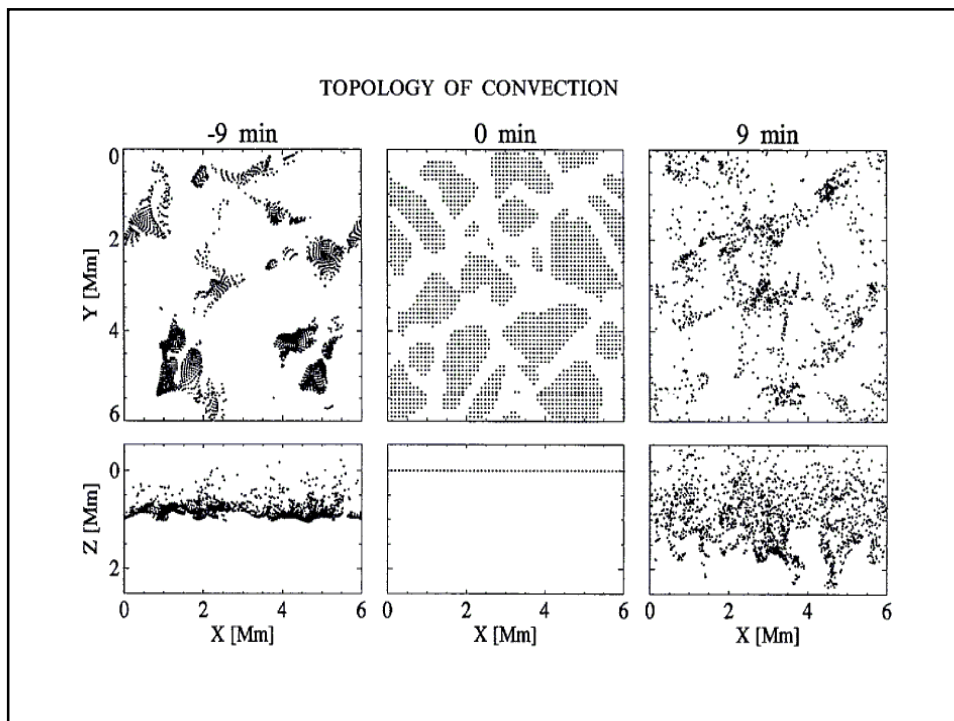 TOPOLOGY OF CONVECTION
-9 min 0 min 9 min
0
2
4
6
Y [Mm]
0
2
Z [Mm]
0 2 4 6 0 2 4 6 0 2 4 6
X [Mm] X [Mm] X [Mm]